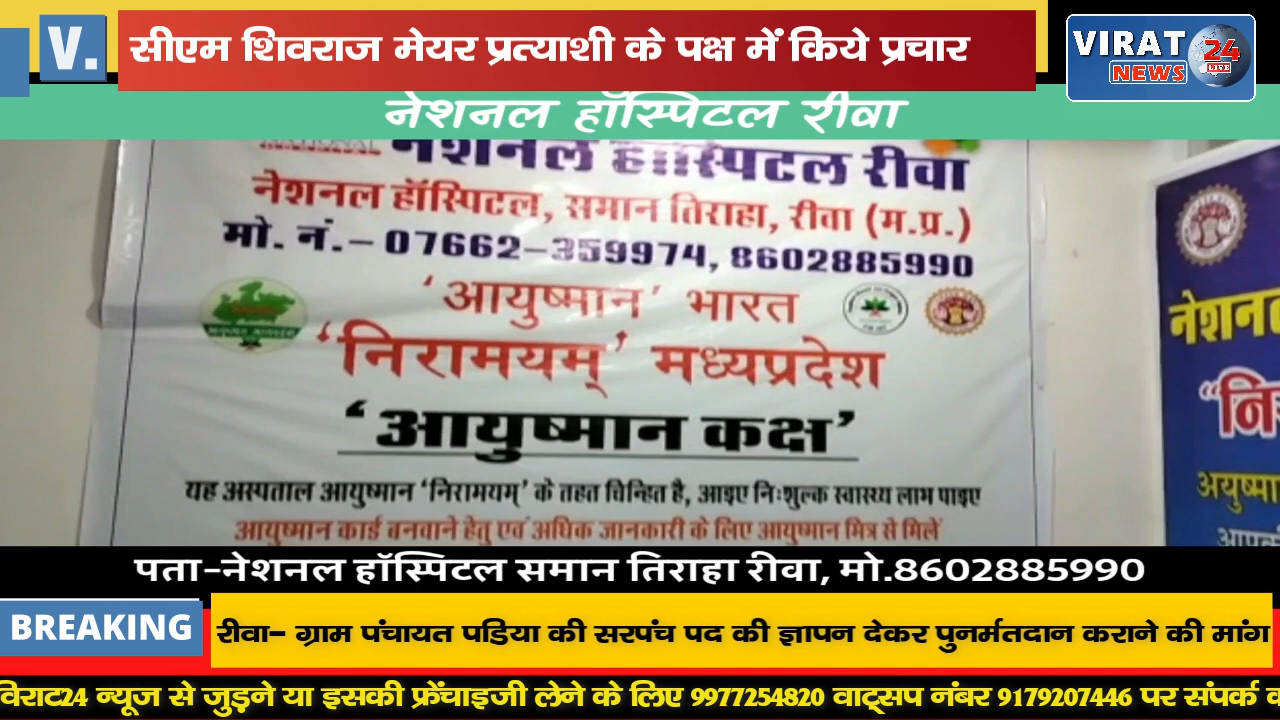 V.
सीएम शिवराज मेयर प्रत्याशी के पक्ष में किये प्रचार
VIRAT 24
NEWS LIVE
नेशनल हॉस्पिटल रीवा
NATIONAL नेशनल हॉस्पिटल रीवा
नेशनल हॉस्पिटल, समान तिराहा, रीवा (म.प्र.)
मो. नं.– 07662–359974, 8602885990
‘आयुष्मान’ भारत
‘निरामयम्’ मध्यप्रदेश
‘आयुष्मान कक्ष’
यह अस्पताल आयुष्मान ‘निरामयम्’ के तहत चिन्हित है, आइए निःशुल्क स्वास्थ्य लाभ पाइए
आयुष्मान कार्ड बनवाने हेतु एवं अधिक जानकारी के लिए आयुष्मान मित्र से मिलें
पता-नेशनल हॉस्पिटल समान तिराहा रीवा, मो.8602885990
BREAKING
रीवा- ग्राम पंचायत पडिया की सरपंच पद की ज्ञापन देकर पुनर्मतदान कराने की मांग
विराट24 न्यूज से जुड़ने या इसकी फ्रेंचाइजी लेने के लिए 9977254820 वाट्सप नंबर 9179207446 पर संपर्क